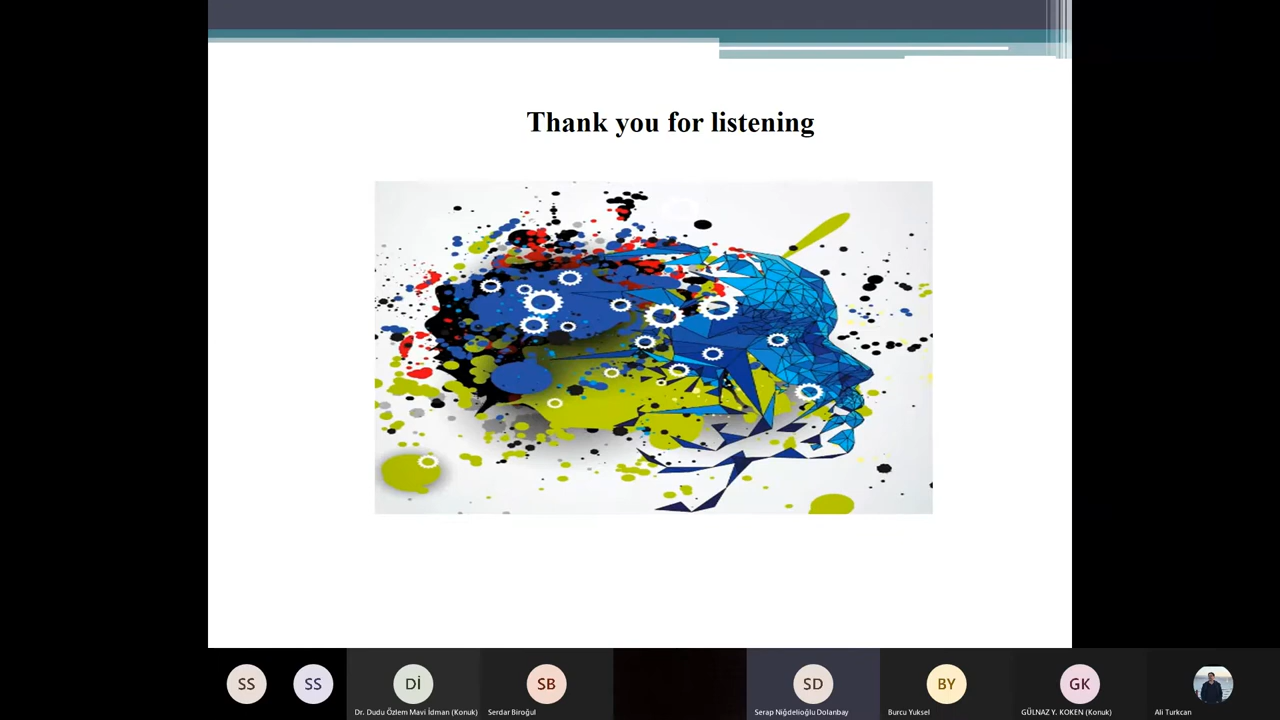 Thank you for listening
SS
SS
Dİ
SB
SD
BY
GK
Dr. Dudu Özlem Mavi İdman (Konuk)
Serdar Biroğul
Serap Niğdelioğlu Dolanbay
Burcu Yuksel
GÜLNAZ Y. KOKEN (Konuk)
Ali Turkcan